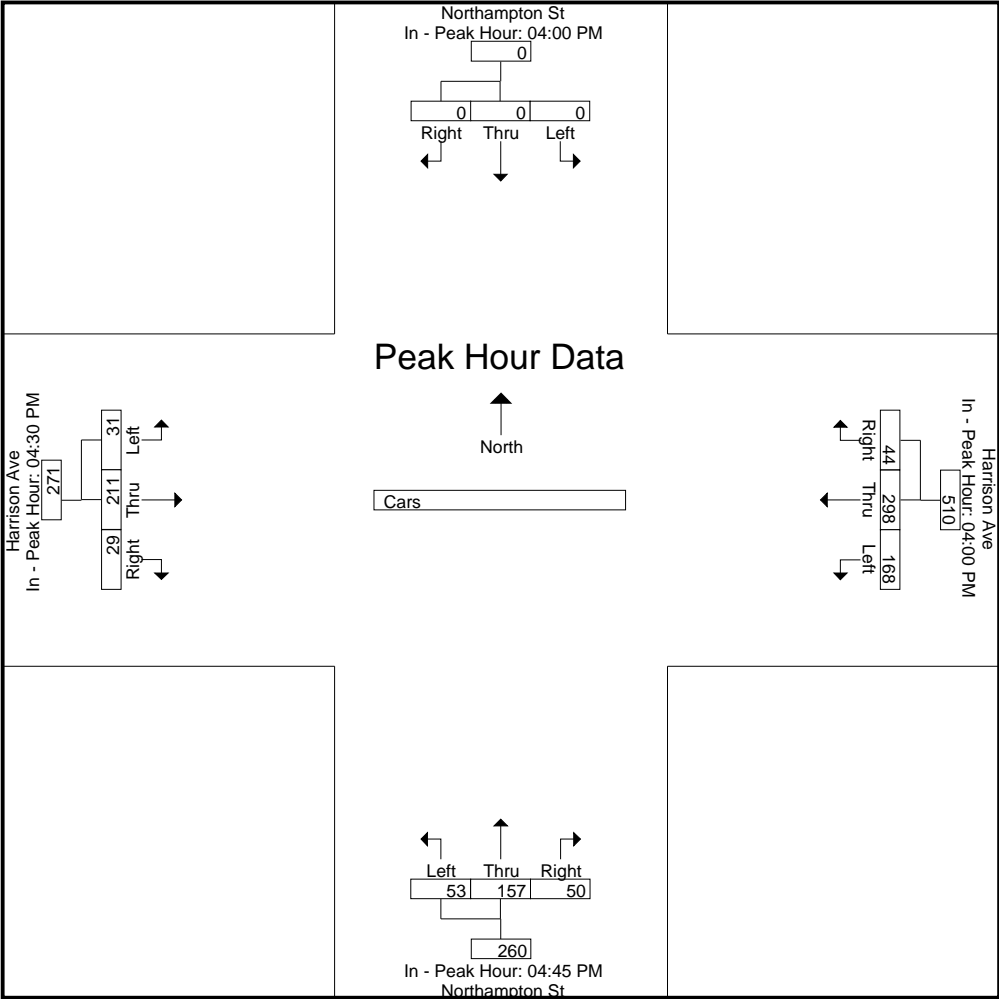 Northampton St
In - Peak Hour: 04:00 PM
0
0 0 0
Right Thru Left
Peak Hour Data
North
Cars
Harrison Ave
In - Peak Hour: 04:30 PM
271
31 211 29
Left Thru Right
Right Thru Left
44 298 168
510
In - Peak Hour: 04:00 PM
Harrison Ave
Left Thru Right
53 157 50
260
In - Peak Hour: 04:45 PM
Northampton St